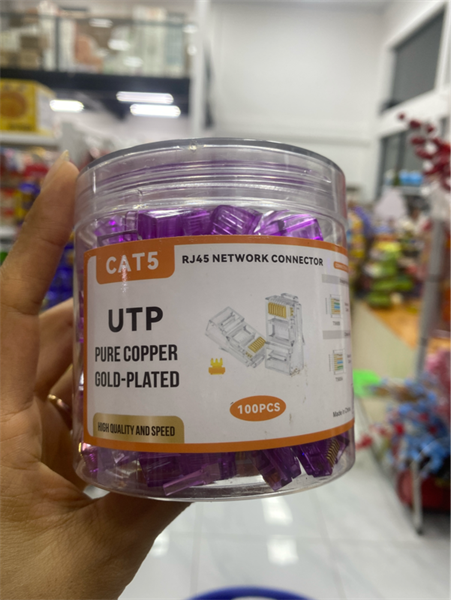 CAT5
RJ45 NETWORK CONNECTOR
UTP
PURE COPPER
GOLD-PLATED
100PCS
HIGH QUALITY AND SPEED